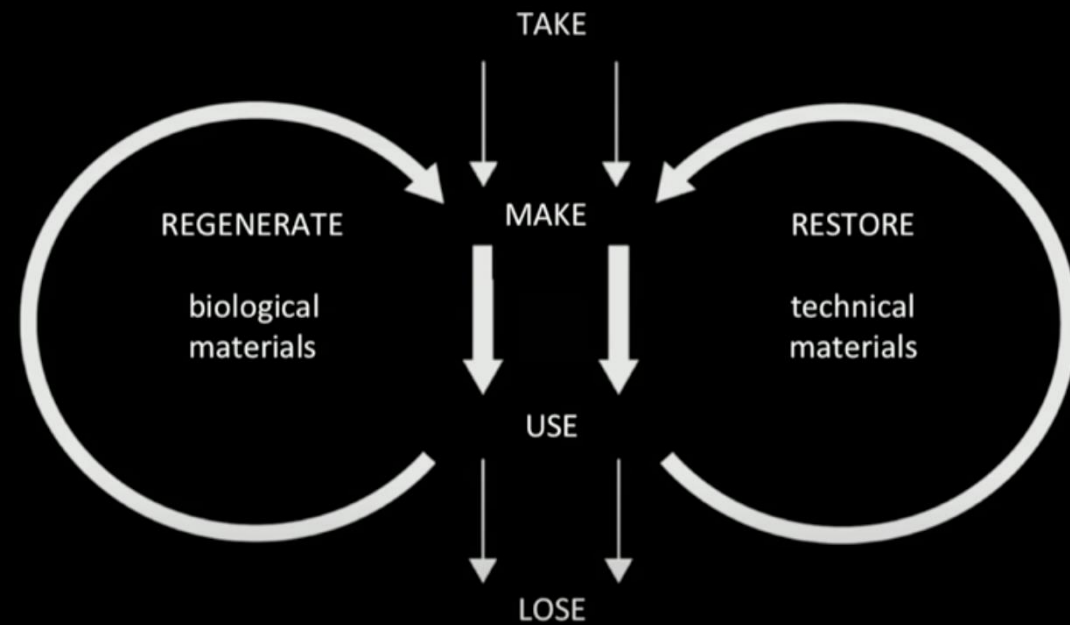 TAKE
MAKE
REGENERATE
biological
materials
RESTORE
technical
materials
USE
LOSE